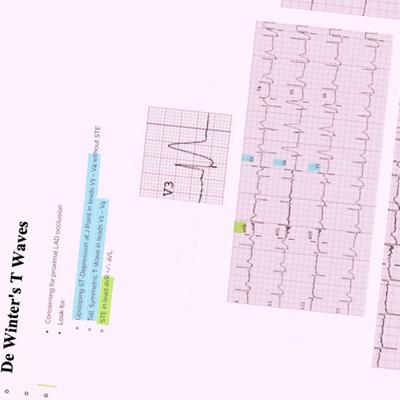 De Winter's T Waves
Concerning for proximal LAD occlusion
Look for:
Upsloping ST-Depression at J Point in leads V1 - V4 without STE
Tall, Symmetric T-Wave in leads V1 - V4
STE in lead aVR +/- aVL
V3